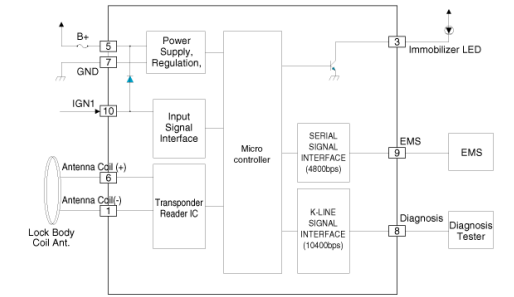 B+
5
Power
Supply,
Regulation,
3
Immobilizer LED
7
GND
IGN1
10
Input
Signal
Interface
Micro
controller
SERIAL
SIGNAL
INTERFACE
(4800bps)
EMS
9
EMS
Antenna Coil (+)
6
Antenna Coil(-)
1
Transponder
Reader IC
K-LINE
SIGNAL
INTERFACE
(10400bps)
Diagnosis
8
Diagnosis
Tester
Lock Body
Coil Ant.